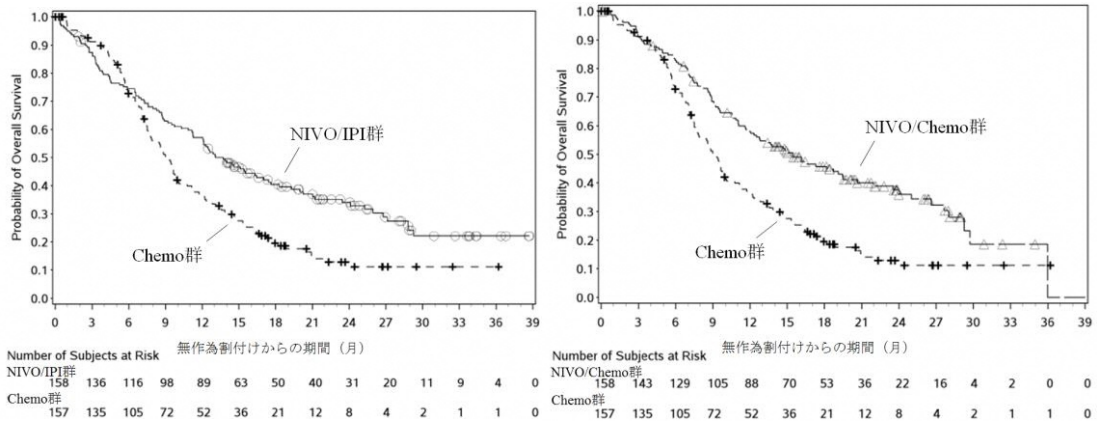 Probability of Overall Survival
1.0
0.9
0.8
0.7
0.6
0.5
0.4
0.3
0.2
0.1
0.0
NIVO/IPI群
Chemo群
0 3 6 9 12 15 18 21 24 27 30 33 36 39
無作為割付けからの期間（月）
Number of Subjects at Risk
NIVO/IPI群
158 136 116 98 89 63 50 40 31 20 11 9 4 0
Chemo群
157 135 105 72 52 36 21 12 8 4 2 1 1 0
Probability of Overall Survival
1.0
0.9
0.8
0.7
0.6
0.5
0.4
0.3
0.2
0.1
0.0
NIVO/Chemo群
Chemo群
0 3 6 9 12 15 18 21 24 27 30 33 36 39
無作為割付けからの期間（月）
Number of Subjects at Risk
NIVO/Chemo群
158 143 129 105 88 70 53 36 22 16 4 2 0 0
Chemo群
157 135 105 72 52 36 21 12 8 4 2 1 1 0